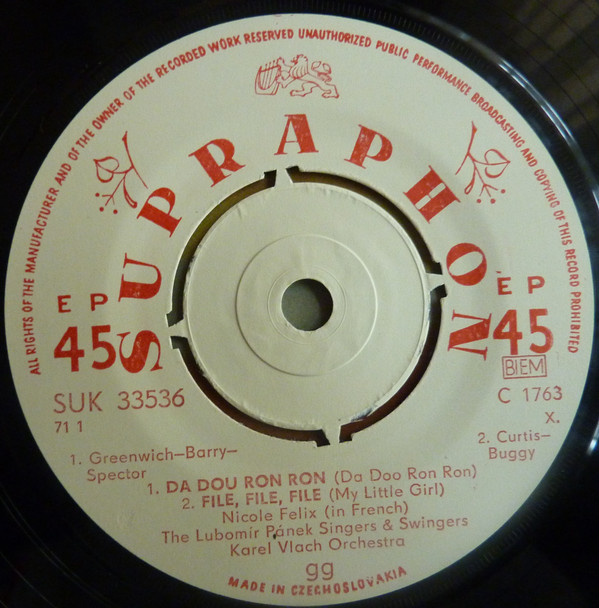 ALL RIGHTS OF THE MANUFACTURER AND OF THE OWNER OF THE RECORDED WORK RESERVED UNAUTHORIZED PUBLIC PERFORMANCE BROADCASTING AND COPYING OF THIS RECORD PROHIBITED
SUPRAPHON
EP
45
SUK 33536
71 1
EP
45
BIEM
C 1763
X.
1. Greenwich—Barry—
Spector
2. Curtis—
Buggy
1. DA DOU RON RON (Da Doo Ron Ron)
2. FILE, FILE, FILE (My Little Girl)
Nicole Felix (in French)
The Lubomír Pánek Singers & Swingers
Karel Vlach Orchestra
gg
MADE IN CZECHOSLOVAKIA